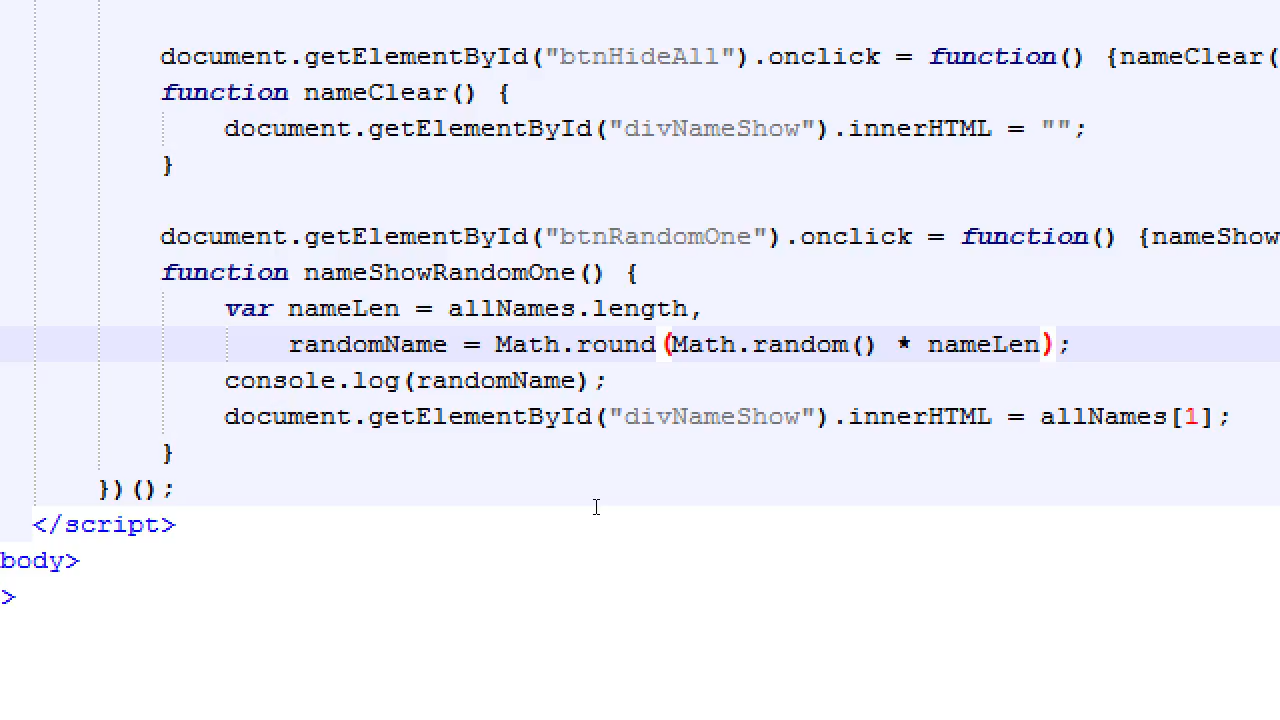 document.getElementById("btnHideAll").onclick = function() {nameClear(
function nameClear() {
document.getElementById("divNameShow").innerHTML = "";
}
document.getElementById("btnRandomOne").onclick = function() {nameShow
function nameShowRandomOne() {
var nameLen = allNames.length,
randomName = Math.round(Math.random() * nameLen);
console.log(randomName);
document.getElementById("divNameShow").innerHTML = allNames[1];
}
})();
</script>
body>
>